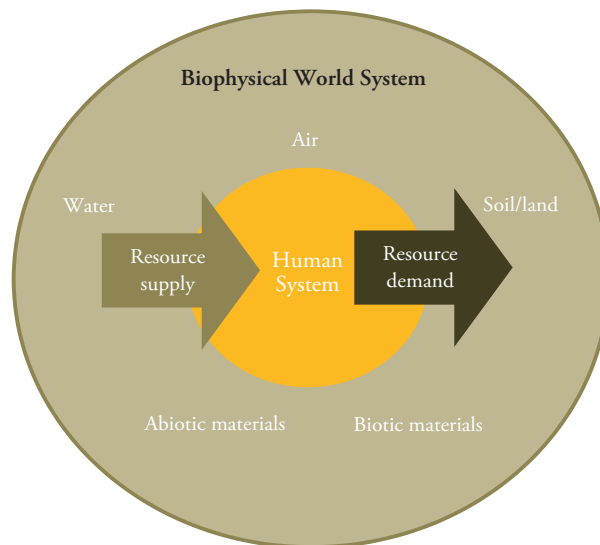 Biophysical World System
Air
Water
Soil/land
Resource
supply
Human
System
Resource
demand
Abiotic materials
Biotic materials